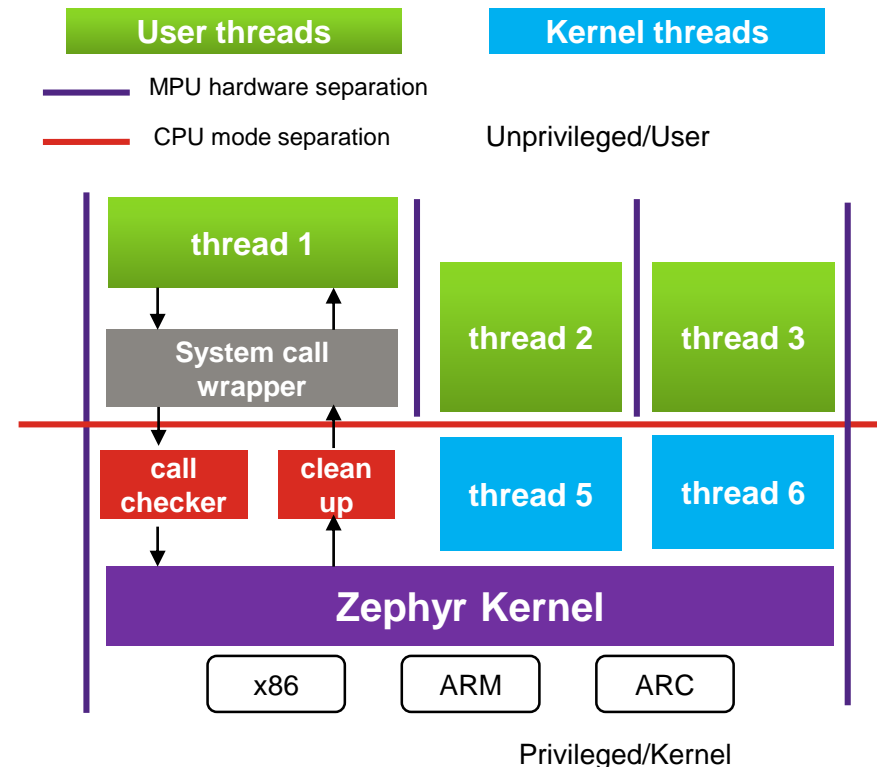 User threads
Kernel threads
MPU hardware separation
CPU mode separation
Unprivileged/User
thread 1
System call
wrapper
thread 2
thread 3
call
checker
clean
up
thread 5
thread 6
Zephyr Kernel
x86
ARM
ARC
Privileged/Kernel